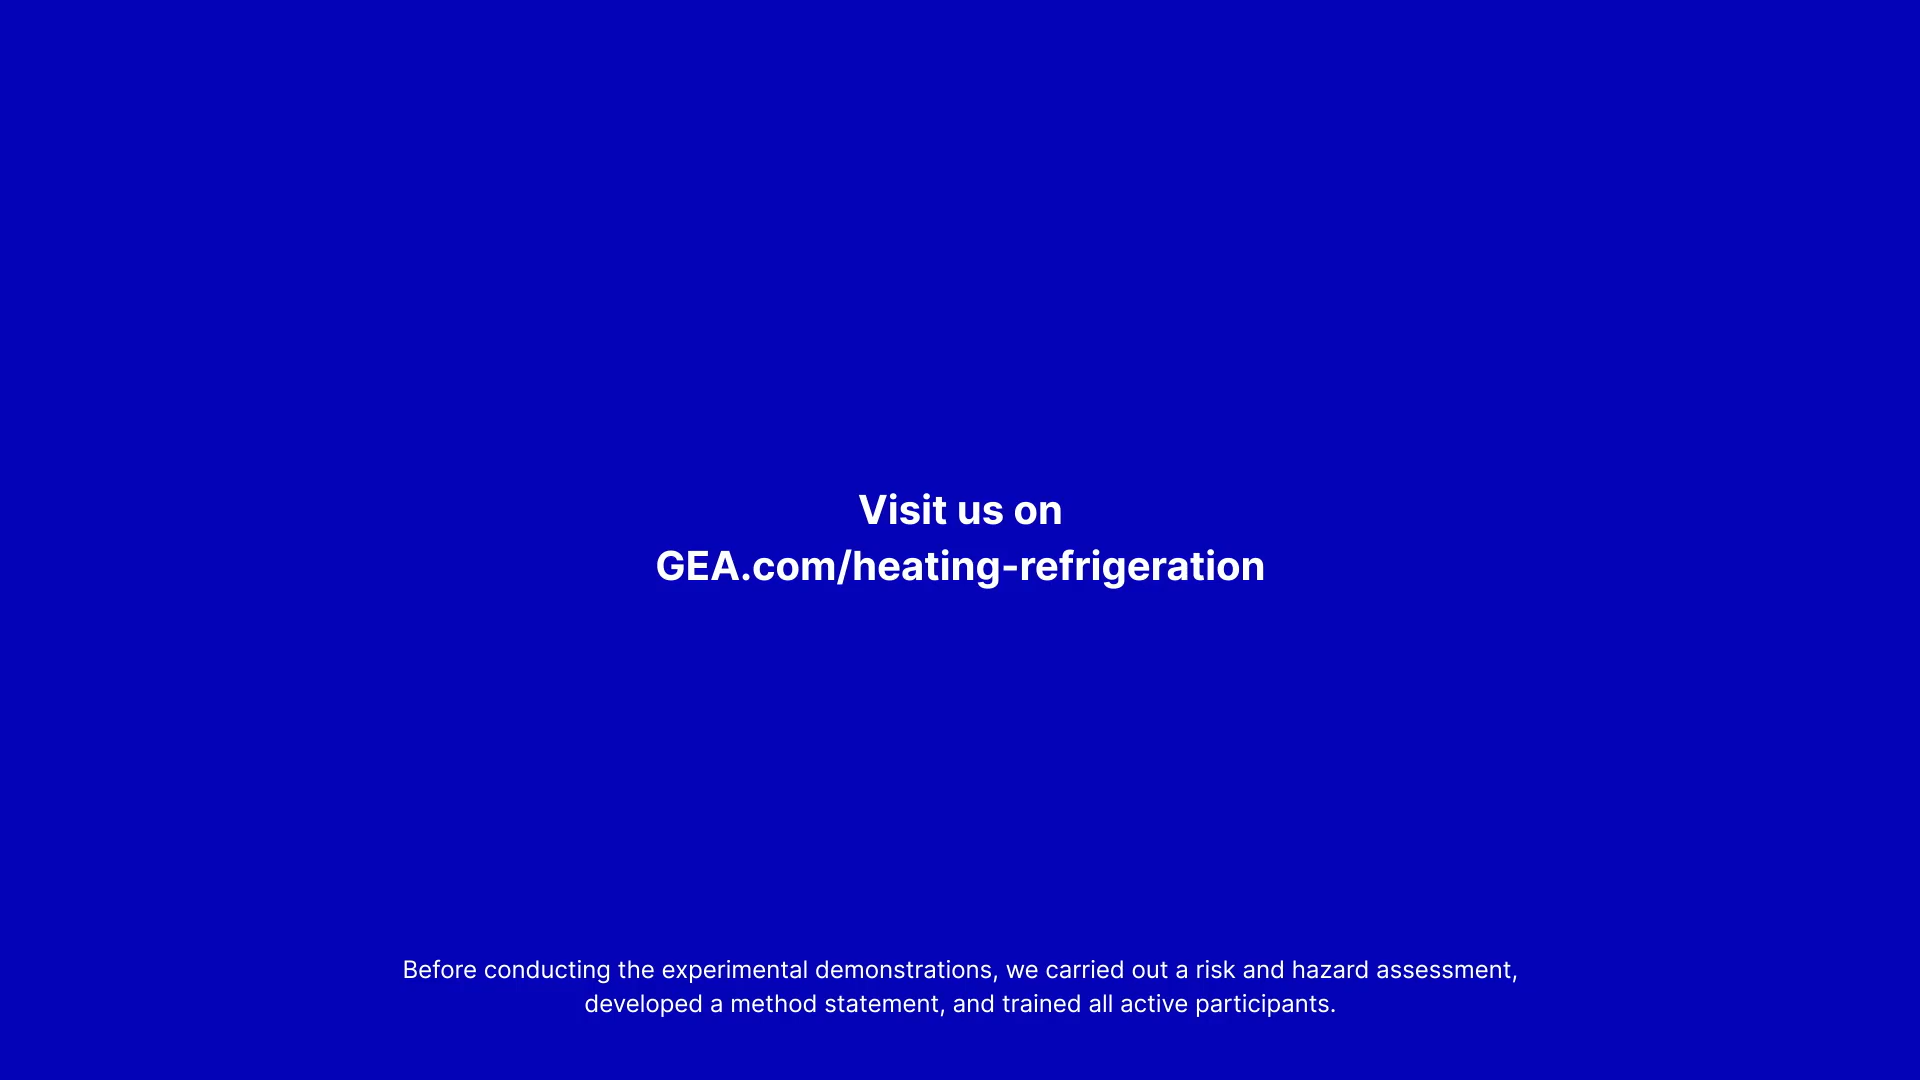 Visit us on
GEA.com/heating-refrigeration
Before conducting the experimental demonstrations, we carried out a risk and hazard assessment,
developed a method statement, and trained all active participants.